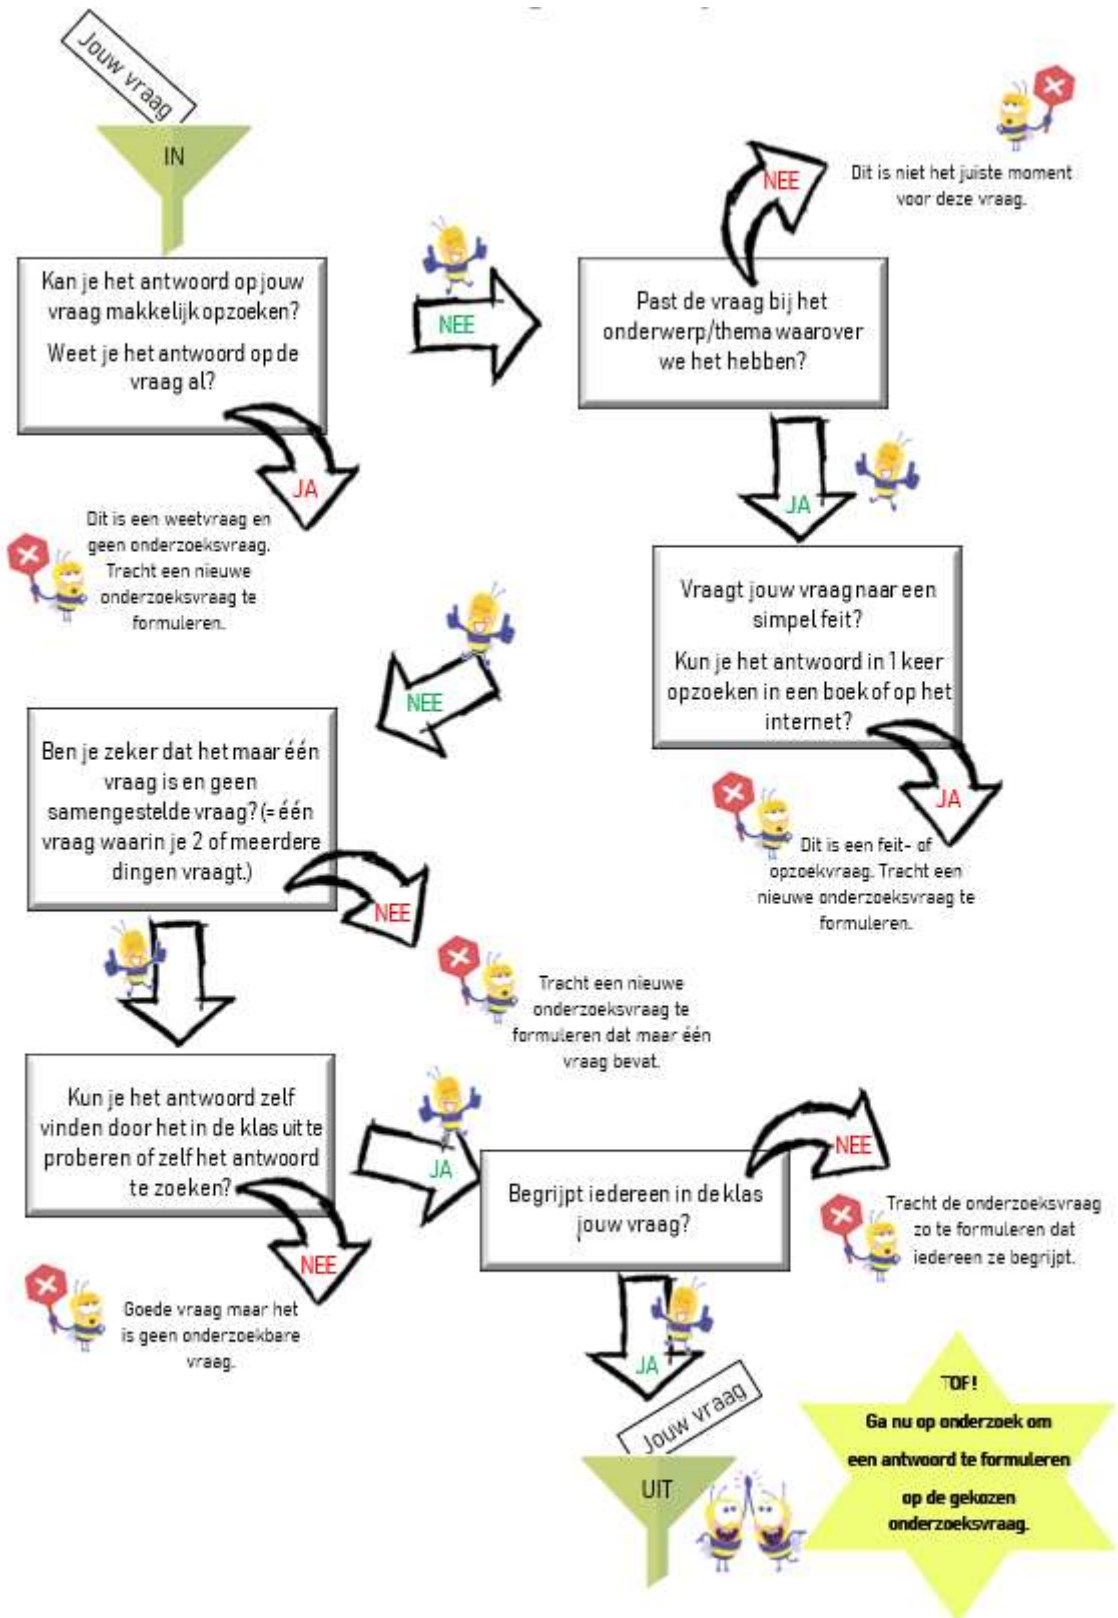 Jouw vraag
IN
Kan je het antwoord op jouw
vraag makkelijk opzoeken?
Weet je het antwoord op de
vraag al?
JA
Dit is een weetvraag en
geen onderzoeksvraag.
Tracht een nieuwe
onderzoeksvraag te
formuleren.
NEE
Past de vraag bij het
onderwerp/thema waarover
we het hebben?
NEE
Dit is niet het juiste moment
voor deze vraag.
JA
Vraagt jouw vraag naar een
simpel feit?
Kun je het antwoord in 1 keer
opzoeken in een boek of op het
internet?
JA
Dit is een feit- of
opzoekvraag. Tracht een
nieuwe onderzoeksvraag te
formuleren.
NEE
Ben je zeker dat het maar één
vraag is en geen
samengestelde vraag? (= één
vraag waarin je 2 of meerdere
dingen vraagt.)
NEE
Tracht een nieuwe
onderzoeksvraag te
formuleren dat maar één
vraag bevat.
Kun je het antwoord zelf
vinden door het in de klas uit te
proberen of zelf het antwoord
te zoeken?
NEE
Goede vraag maar het
is geen onderzoekbare
vraag.
JA
Begrijpt iedereen in de klas
jouw vraag?
NEE
Tracht de onderzoeksvraag
zo te formuleren dat
iedereen ze begrijpt.
JA
Jouw vraag
UIT
TOF!
Ga nu op onderzoek om
een antwoord te formuleren
op de gekozen
onderzoeksvraag.